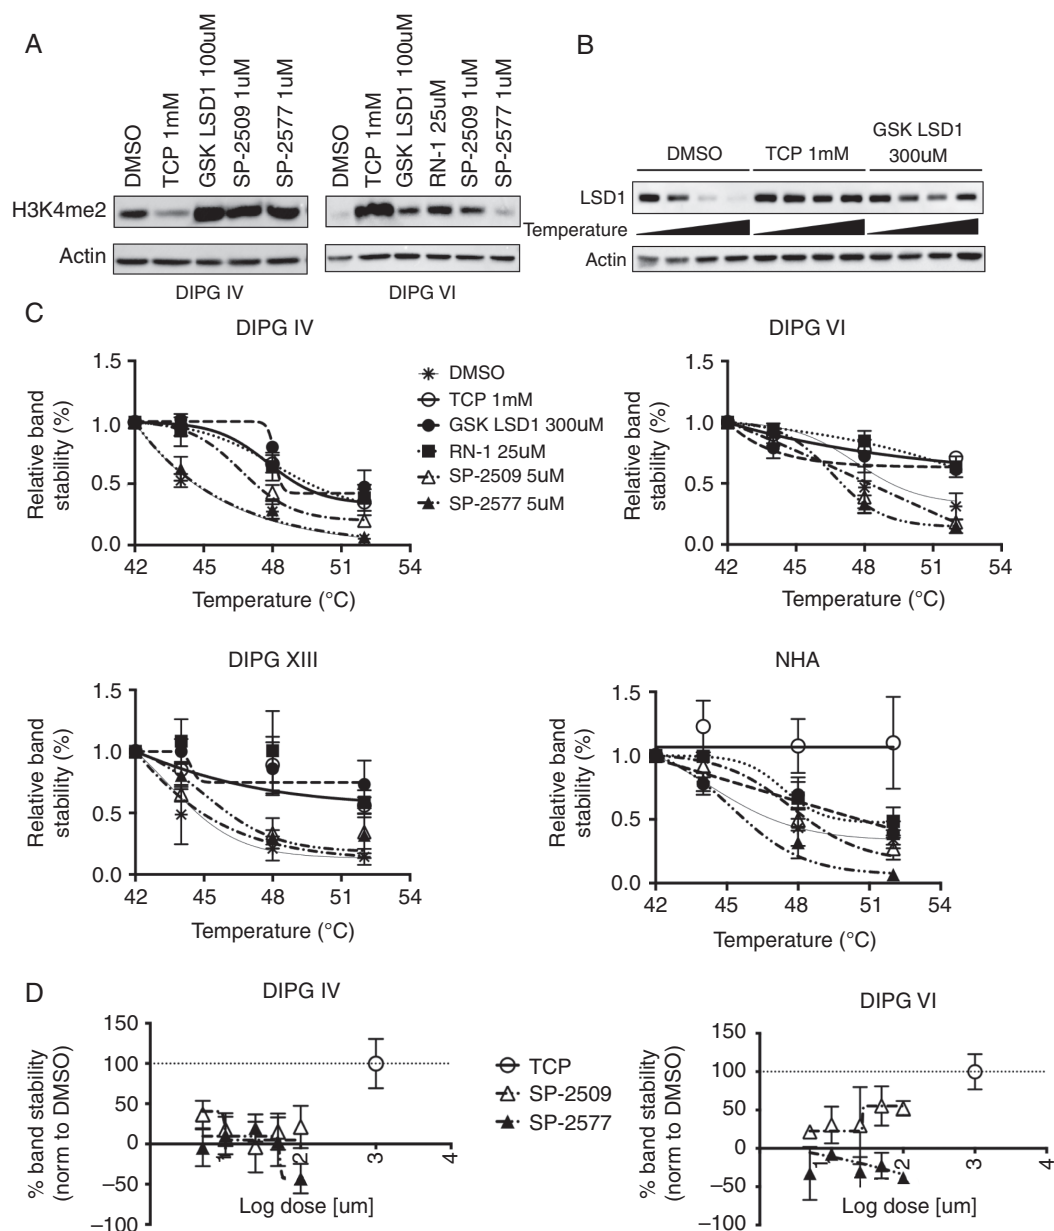 A
DMSO
TCP 1mM
GSK LSD1 100uM
SP-2509 1uM
SP-2577 1uM
DMSO
TCP 1mM
GSK LSD1 100uM
RN-1 25uM
SP-2509 1uM
SP-2577 1uM
H3K4me2
Actin
DIPG IV
DIPG VI
B
DMSO
TCP 1mM
GSK LSD1
300uM
LSD1
Temperature
Actin
C
DIPG IV
Relative band
stability (%)
1.5
1.0
0.5
0.0
42 45 48 51 54
Temperature (°C)
DMSO
TCP 1mM
GSK LSD1 300uM
RN-1 25uM
SP-2509 5uM
SP-2577 5uM
DIPG VI
Relative band
stability (%)
1.5
1.0
0.5
0.0
42 45 48 51 54
Temperature (°C)
DIPG XIII
Relative band
stability (%)
1.5
1.0
0.5
0.0
42 45 48 51 54
Temperature (°C)
NHA
Relative band
stability (%)
1.5
1.0
0.5
0.0
42 45 48 51 54
Temperature (°C)
D
DIPG IV
% band stability
(norm to DMSO)
150
100
50
0
−50
−100
1 2 3 4
Log dose [um]
TCP
SP-2509
SP-2577
DIPG VI
% band stability
(norm to DMSO)
150
100
50
0
−50
−100
1 2 3 4
Log dose [um]